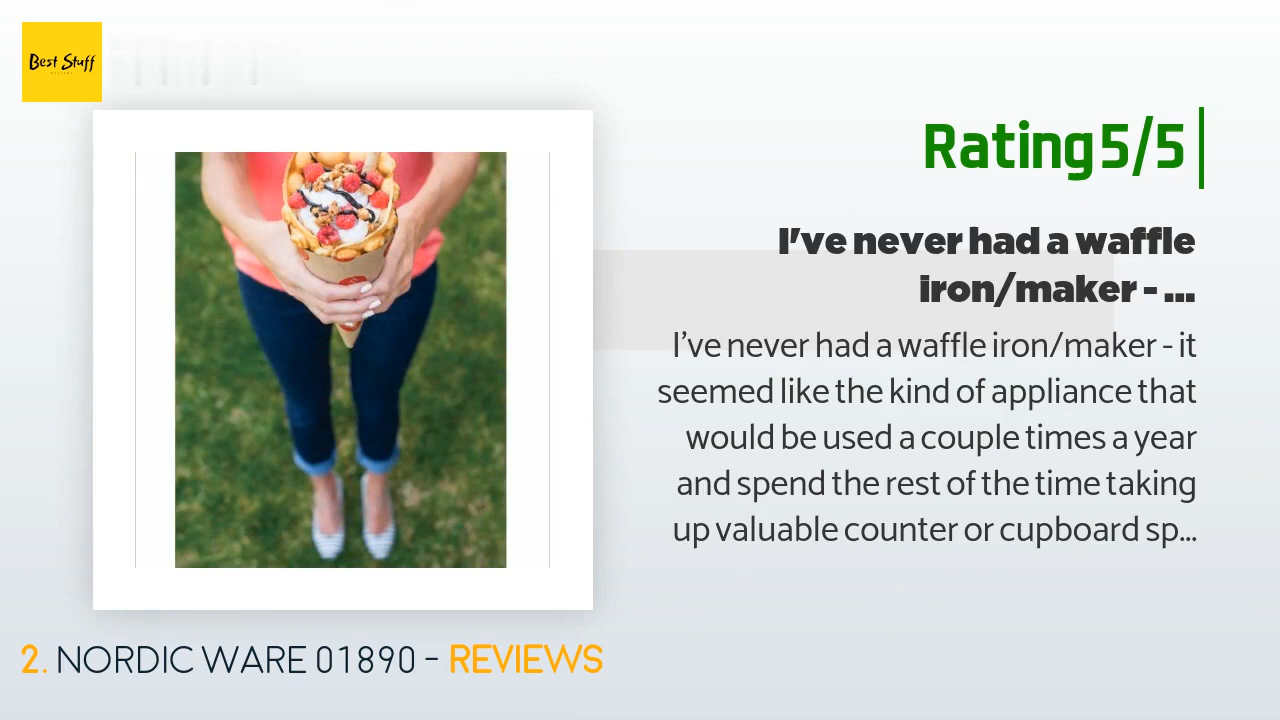 Best Stuff
Rating 5/5
I've never had a waffle
iron/maker - ...
I've never had a waffle iron/maker - it
seemed like the kind of appliance that
would be used a couple times a year
and spend the rest of the time taking
up valuable counter or cupboard sp...
2. NORDIC WARE 01890 - REVIEWS